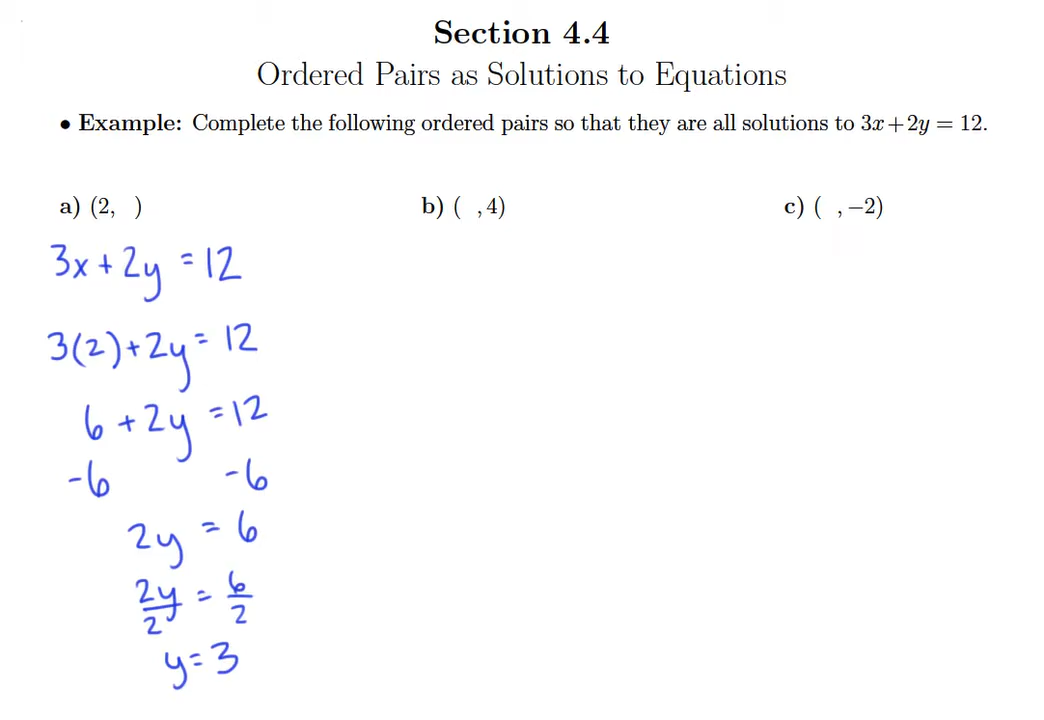 Section 4.4
Ordered Pairs as Solutions to Equations
• Example: Complete the following ordered pairs so that they are all solutions to 3x+2y = 12.
a) (2,   )
b) (   ,4)
c) (   ,−2)
3x + 2y = 12
3(2) + 2y = 12
6 + 2y = 12
-6 -6
2y = 6
2y/2 = 6/2
y = 3